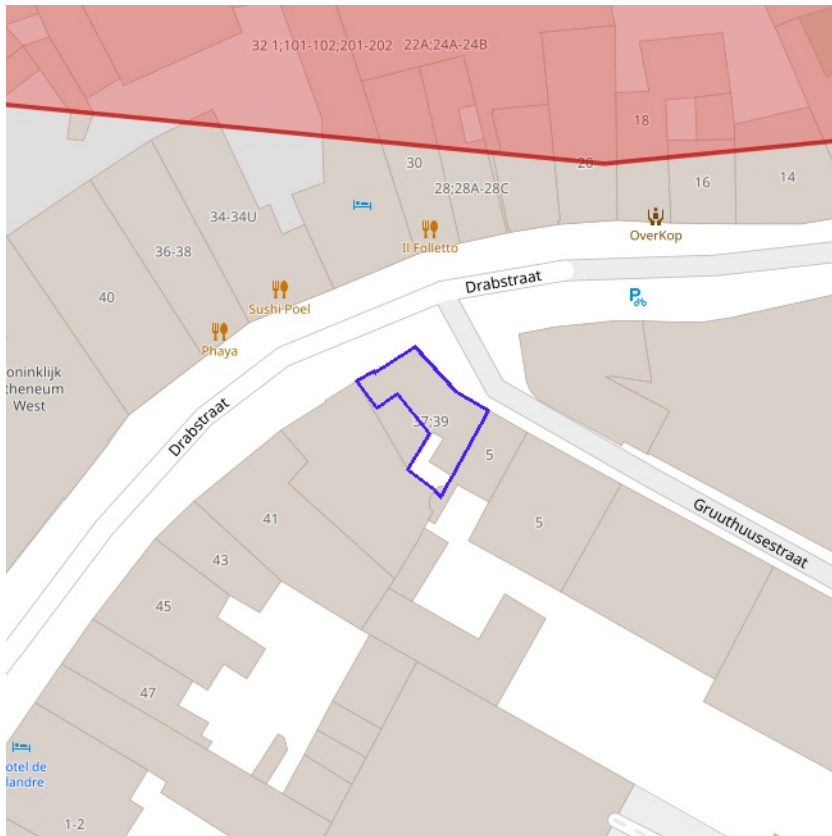 32 1;101-102;201-202
22A;24A-24B
18
30
20
28;28A-28C
16
14
34-34U
Il Folletto
OverKop
36-38
Drabstraat
40
Sushi Poel
Phaya
oninklijk
theneum
West
Drabstraat
37;39
5
41
5
Gruuthuusestraat
43
45
47
otel de
landre
1-2